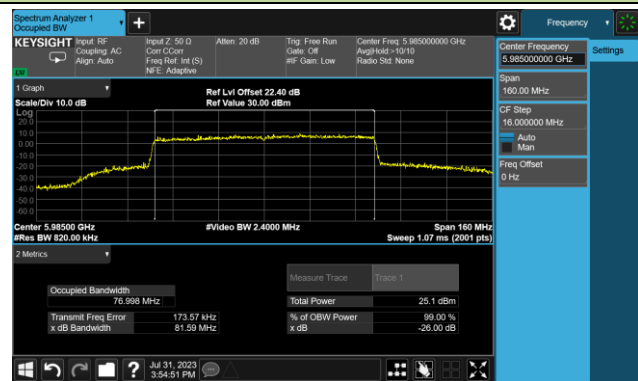 Spectrum Analyzer 1
Occupied BW
Frequency
KEYSIGHT
Input: RF
Coupling: AC
Align: Auto
Input Z: 50 Ω
Corr CCorr
Freq Ref: Int (S)
NFE: Adaptive
Atten: 20 dB
Trig: Free Run
Gate: Off
#IF Gain: Low
Center Freq: 5.985000000 GHz
Avg|Hold:>10/10
Radio Std: None
Center Frequency
5.985000000 GHz
Settings
Span
160.00 MHz
CF Step
16.000000 MHz
Auto
Man
Freq Offset
0 Hz
1 Graph
Scale/Div 10.0 dB
Ref Lvl Offset 22.40 dB
Ref Value 30.00 dBm
Log
20.0
10.0
0.00
-10.0
-20.0
-30.0
-40.0
-50.0
-60.0
Center 5.98500 GHz
#Res BW 820.00 kHz
#Video BW 2.4000 MHz
Span 160 MHz
Sweep 1.07 ms (2001 pts)
2 Metrics
Measure Trace
Trace 1
Occupied Bandwidth
76.998 MHz
Total Power
25.1 dBm
Transmit Freq Error
173.57 kHz
% of OBW Power
99.00 %
x dB Bandwidth
81.59 MHz
x dB
-26.00 dB
Jul 31, 2023
3:54:51 PM